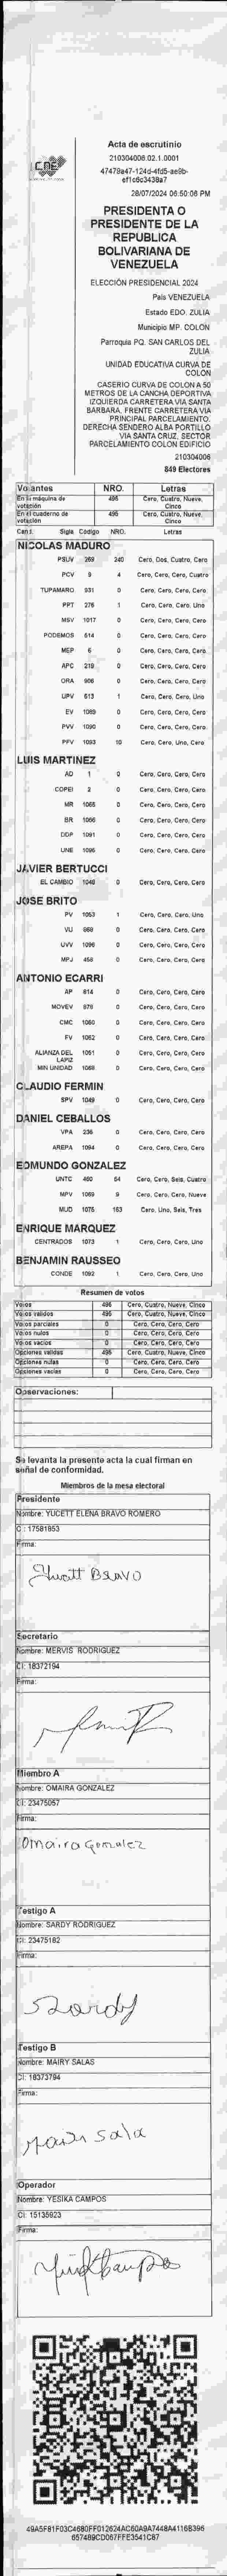 CNE
Acta de escrutinio
210304006.02.1.0001
28/07/2024 06:50:06 PM
PRESIDENTA O
PRESIDENTE DE LA
REPUBLICA
BOLIVARIANA DE
VENEZUELA
ELECCIÓN PRESIDENCIAL 2024
País VENEZUELA
Estado EDO. ZULIA
Municipio MP. COLON
Parroquia PQ. SAN CARLOS DEL
ZULIA
UNIDAD EDUCATIVA CURVA DE
COLÓN
CASERIO CURVA DE COLON A 50
METROS DE LA CANCHA DEPORTIVA
IZQUIERDA CARRETERA VIA SANTA
BARBARA. FRENTE CARRETERA VIA
PRINCIPAL PARCELAMIENTO.
DERECHA SENDERO ALBA PORTILLO
VIA SANTA CRUZ, SECTOR
PARCELAMIENTO COLON EDIFICIO
210304006
849 Electores
Votantes NRO. Letras
En la máquina de votación 495 Cero, Cuatro, Nueve, Cinco
En el cuaderno de votación 495 Cero, Cuatro, Nueve, Cinco
Cand. Sigla Código NRO. Letras
NICOLAS MADURO
PSUV 269 240 Cero, Dos, Cuatro, Cero
PCV 9 4 Cero, Cero, Cero, Cuatro
TUPAMARO 931 0 Cero, Cero, Cero, Cero
PPT 276 1 Cero, Cero, Cero, Uno
MSV 1017 0 Cero, Cero, Cero, Cero
PODEMOS 614 0 Cero, Cero, Cero, Cero
MEP 6 0 Cero, Cero, Cero, Cero
APC 219 0 Cero, Cero, Cero, Cero
ORA 906 0 Cero, Cero, Cero, Cero
UPV 613 1 Cero, Cero, Cero, Uno
EV 1089 0 Cero, Cero, Cero, Cero
PVV 1090 0 Cero, Cero, Cero, Cero
PFV 1093 10 Cero, Cero, Uno, Cero
LUIS MARTINEZ
AD 1 0 Cero, Cero, Cero, Cero
COPEI 2 0 Cero, Cero, Cero, Cero
MR 1065 0 Cero, Cero, Cero, Cero
BR 1066 0 Cero, Cero, Cero, Cero
DDP 1091 0 Cero, Cero, Cero, Cero
UNE 1095 0 Cero, Cero, Cero, Cero
JAVIER BERTUCCI
EL CAMBIO 1048 0 Cero, Cero, Cero, Cero
JOSE BRITO
PV 1053 1 Cero, Cero, Cero, Uno
VU 989 0 Cero, Cero, Cero, Cero
UVV 1096 0 Cero, Cero, Cero, Cero
MPJ 458 0 Cero, Cero, Cero, Cero
ANTONIO ECARRI
AP 814 0 Cero, Cero, Cero, Cero
MOVEV 978 0 Cero, Cero, Cero, Cero
CMC 1050 0 Cero, Cero, Cero, Cero
FV 1052 0 Cero, Cero, Cero, Cero
ALIANZA DEL LAPIZ 1051 0 Cero, Cero, Cero, Cero
MIN UNIDAD 1068 0 Cero, Cero, Cero, Cero
CLAUDIO FERMIN
SPV 1049 0 Cero, Cero, Cero, Cero
DANIEL CEBALLOS
VPA 236 0 Cero, Cero, Cero, Cero
AREPA 1094 0 Cero, Cero, Cero, Cero
EDMUNDO GONZALEZ
UNTC 460 64 Cero, Cero, Seis, Cuatro
MPV 1069 9 Cero, Cero, Cero, Nueve
MUD 1075 163 Cero, Uno, Seis, Tres
ENRIQUE MARQUEZ
CENTRADOS 1073 1 Cero, Cero, Cero, Uno
BENJAMIN RAUSSEO
CONDE 1092 1 Cero, Cero, Cero, Uno
Resumen de votos
Votos 495 Cero, Cuatro, Nueve, Cinco
Votos validos 495 Cero, Cuatro, Nueve, Cinco
Votos parciales 0 Cero, Cero, Cero, Cero
Votos nulos 0 Cero, Cero, Cero, Cero
Votos vacios 0 Cero, Cero, Cero, Cero
Opciones validas 495 Cero, Cuatro, Nueve, Cinco
Opciones nulas 0 Cero, Cero, Cero, Cero
Opciones vacias 0 Cero, Cero, Cero, Cero
Observaciones:
Se levanta la presente acta la cual firman en
señal de conformidad.
Miembros de la mesa electoral
Presidente
Nombre: YUCETT ELENA BRAVO ROMERO
CI: 17581853
Firma:
Bravo
Secretario
Nombre: MERVIS RODRIGUEZ
CI: 18372194
Firma:
Miembro A
Nombre: OMAIRA GONZALEZ
CI: 23475057
Firma:
Omaira Gonzalez
Testigo A
Nombre: SARDY RODRIGUEZ
CI: 23475182
Firma:
Sardy
Testigo B
Nombre: MAIRY SALAS
CI: 18373794
Firma:
Sala
Operador
Nombre: YESIKA CAMPOS
CI: 15135923
Firma: